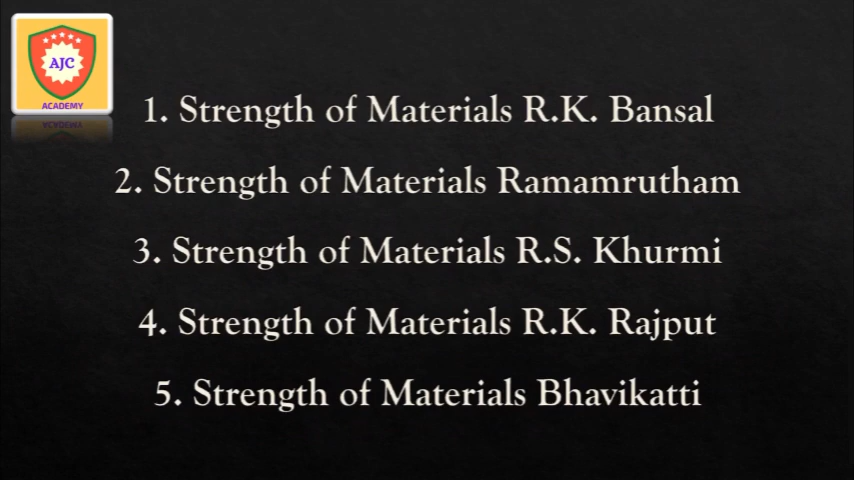 AJC
ACADEMY
1. Strength of Materials R.K. Bansal
2. Strength of Materials Ramamrutham
3. Strength of Materials R.S. Khurmi
4. Strength of Materials R.K. Rajput
5. Strength of Materials Bhavikatti